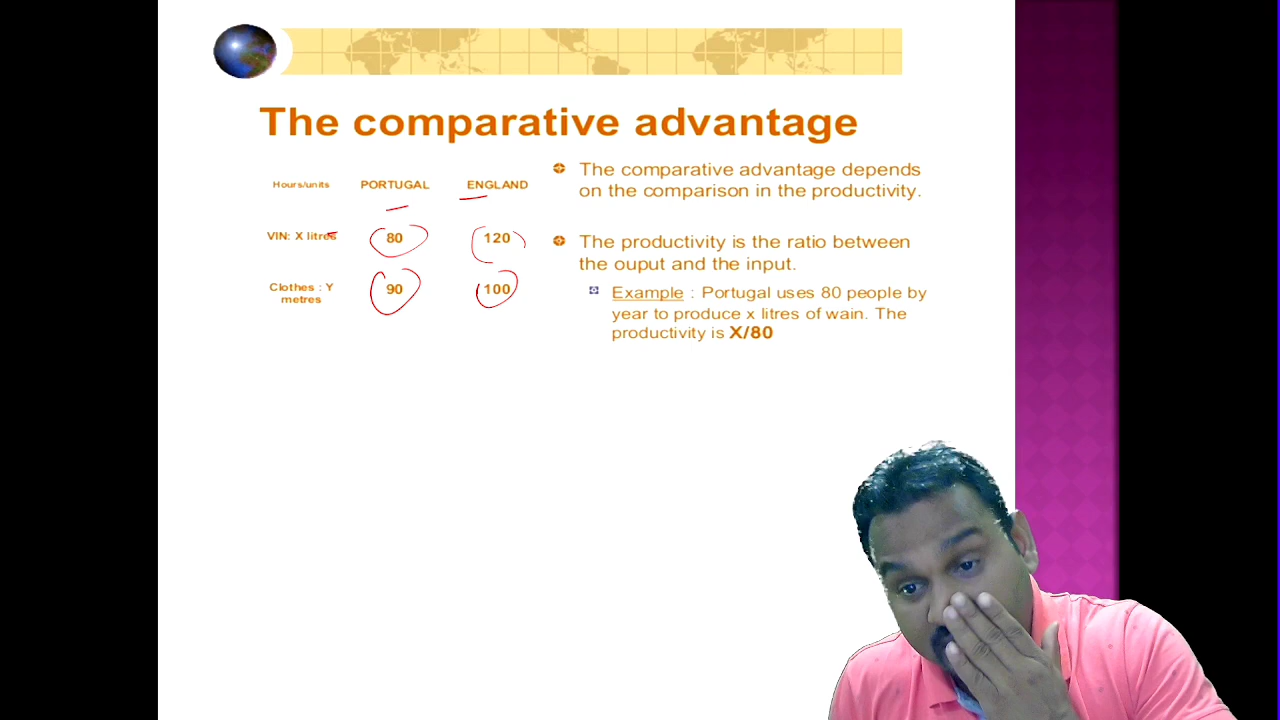 The comparative advantage
Hours/units PORTUGAL ENGLAND
VIN: X litres 80 120
Clothes : Y metres 90 100
The comparative advantage depends
on the comparison in the productivity.
The productivity is the ratio between
the ouput and the input.
Example : Portugal uses 80 people by
year to produce x litres of wain. The
productivity is X/80